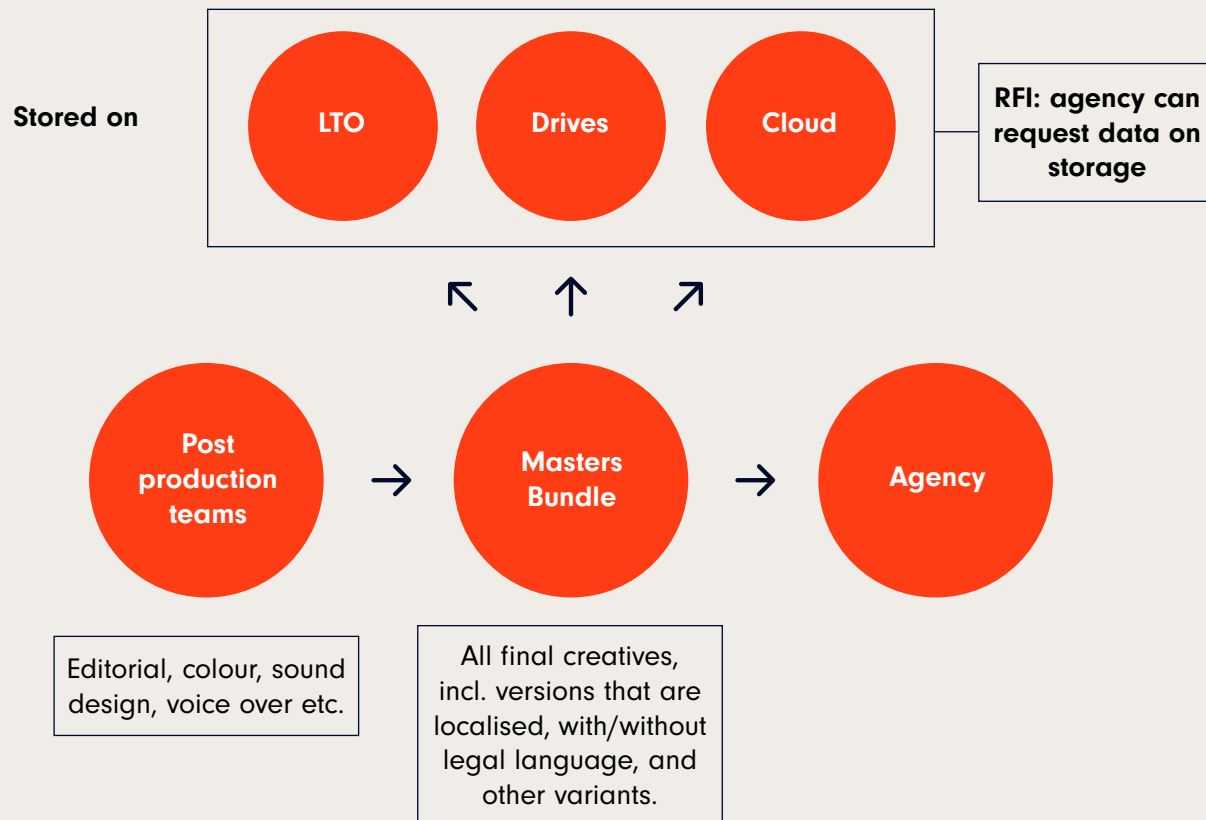 Stored on
LTO
Drives
Cloud
RFI: agency can
request data on
storage
Post
production
teams
Masters
Bundle
Agency
Editorial, colour, sound
design, voice over etc.
All final creatives,
incl. versions that are
localised, with/without
legal language, and
other variants.